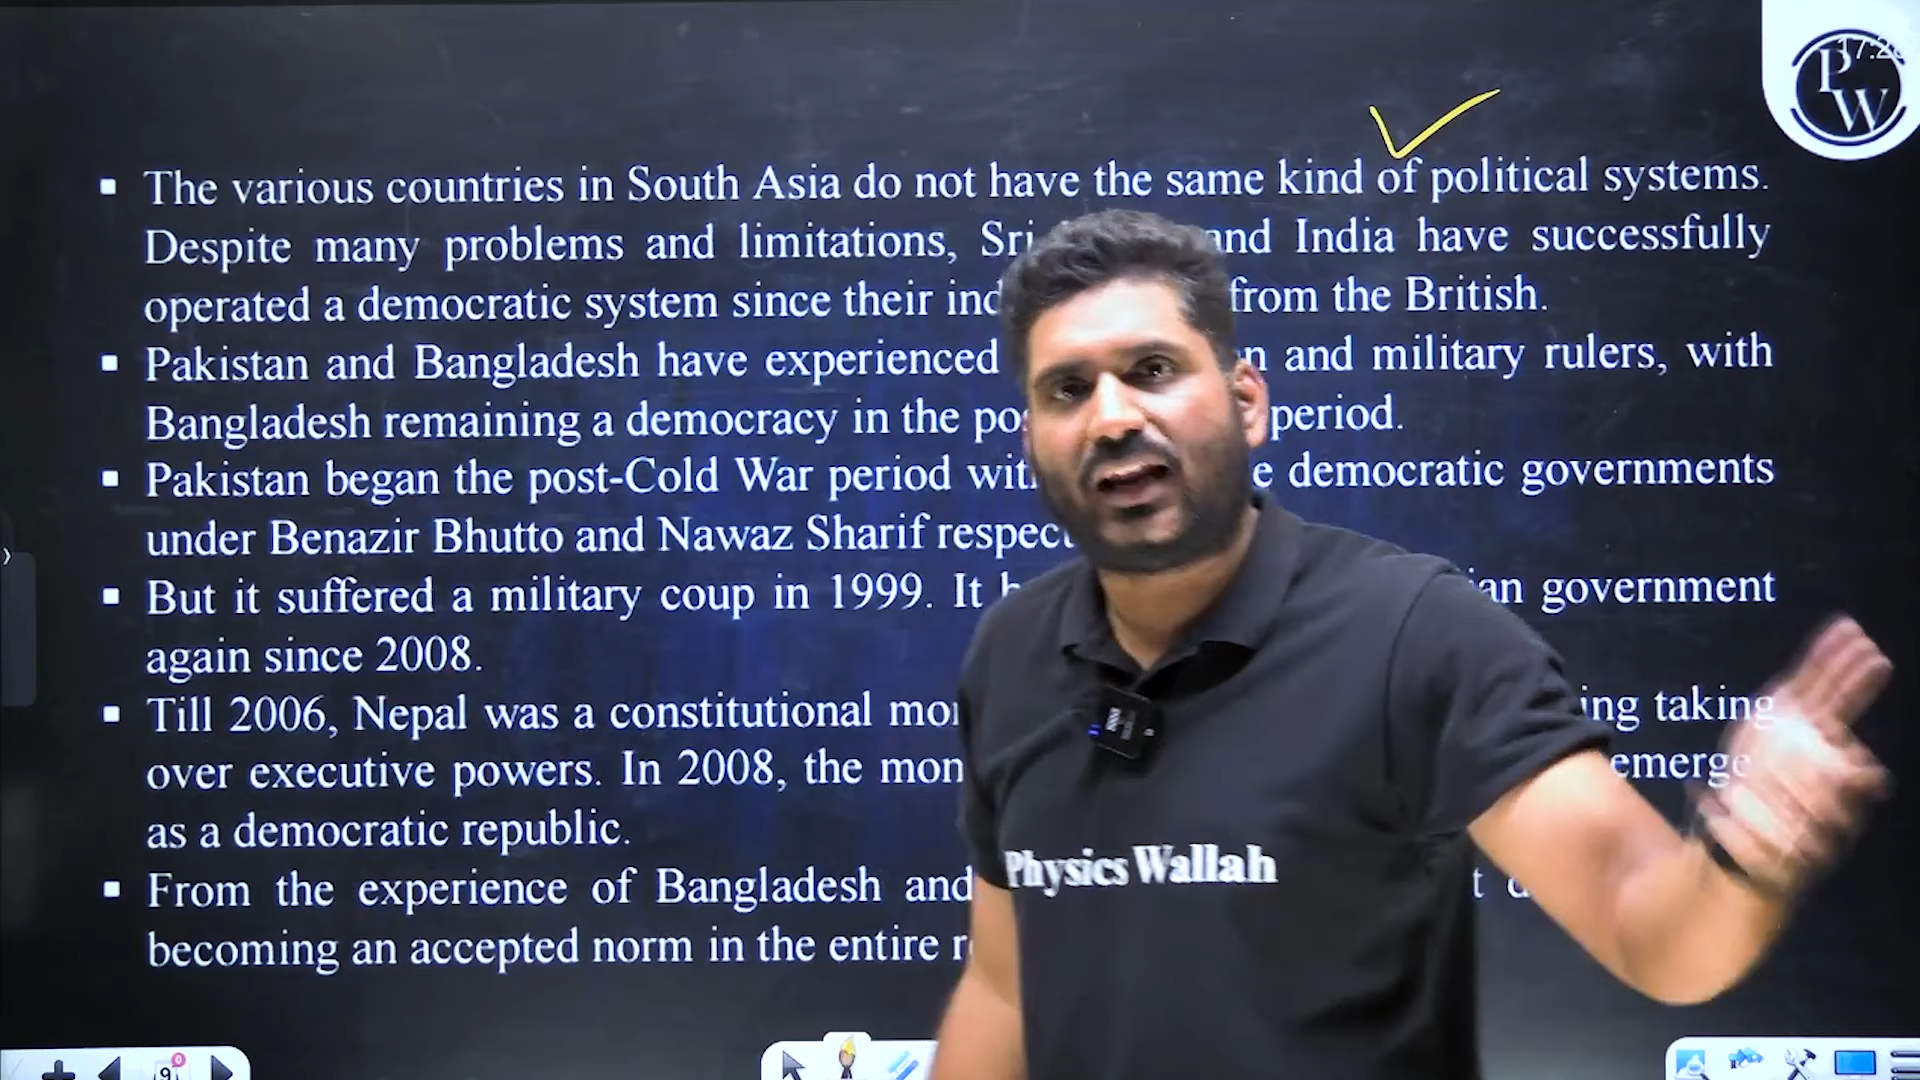 17:2
PW
▪ The various countries in South Asia do not have the same kind of political systems.
Despite many problems and limitations, Sri and India have successfully
operated a democratic system since their from the British.
▪ Pakistan and Bangladesh have experienced and military rulers, with
Bangladesh remaining a democracy in the period.
▪ Pakistan began the post-Cold War period democratic governments
under Benazir Bhutto and Nawaz Sharif
▪ But it suffered a military coup in 1999. It government
again since 2008.
▪ Till 2006, Nepal was a constitutional taking
over executive powers. In 2008, the
as a democratic republic.
▪ From the experience of Bangladesh and
becoming an accepted norm in the entire
Physics Wallah
9
0